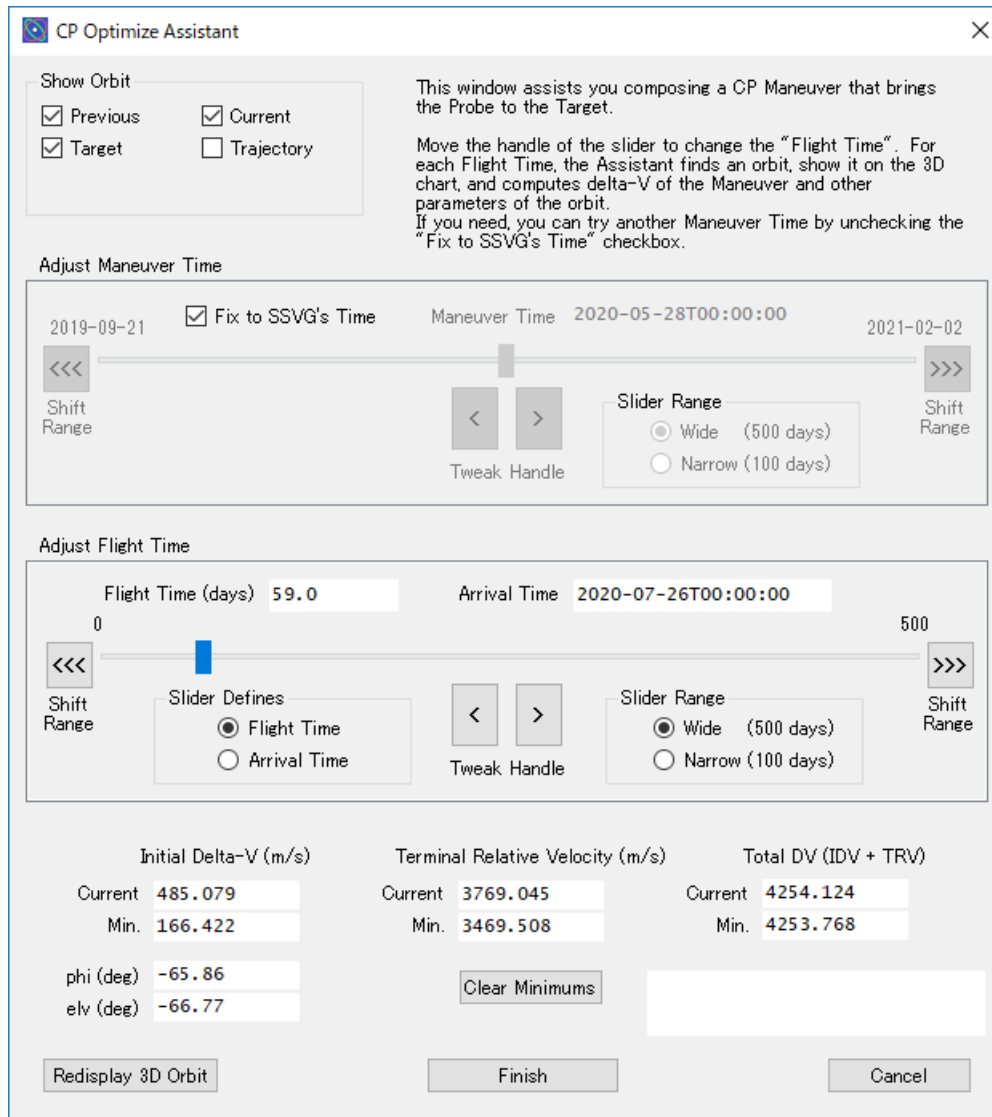 CP Optimize Assistant
Show Orbit
Previous
Current
Target
Trajectory
This window assists you composing a CP Maneuver that brings
the Probe to the Target.
Move the handle of the slider to change the "Flight Time".  For
each Flight Time, the Assistant finds an orbit, show it on the 3D
chart, and computes delta-V of the Maneuver and other
parameters of the orbit.
If you need, you can try another Maneuver Time by unchecking the
"Fix to SSVG's Time" checkbox.
Adjust Maneuver Time
2019-09-21
Fix to SSVG's Time
Maneuver Time
2020-05-28T00:00:00
2021-02-02
<<<
>>>
Shift
Range
<
>
Tweak Handle
Slider Range
Wide (500 days)
Narrow (100 days)
Shift
Range
Adjust Flight Time
Flight Time (days)
59.0
Arrival Time
2020-07-26T00:00:00
0
500
<<<
>>>
Shift
Range
Slider Defines
Flight Time
Arrival Time
<
>
Tweak Handle
Slider Range
Wide (500 days)
Narrow (100 days)
Shift
Range
Initial Delta-V (m/s)
Terminal Relative Velocity (m/s)
Total DV (IDV + TRV)
Current 485.079
Current 3769.045
Current 4254.124
Min. 166.422
Min. 3469.508
Min. 4253.768
phi (deg) -65.86
elv (deg) -66.77
Clear Minimums
Redisplay 3D Orbit
Finish
Cancel